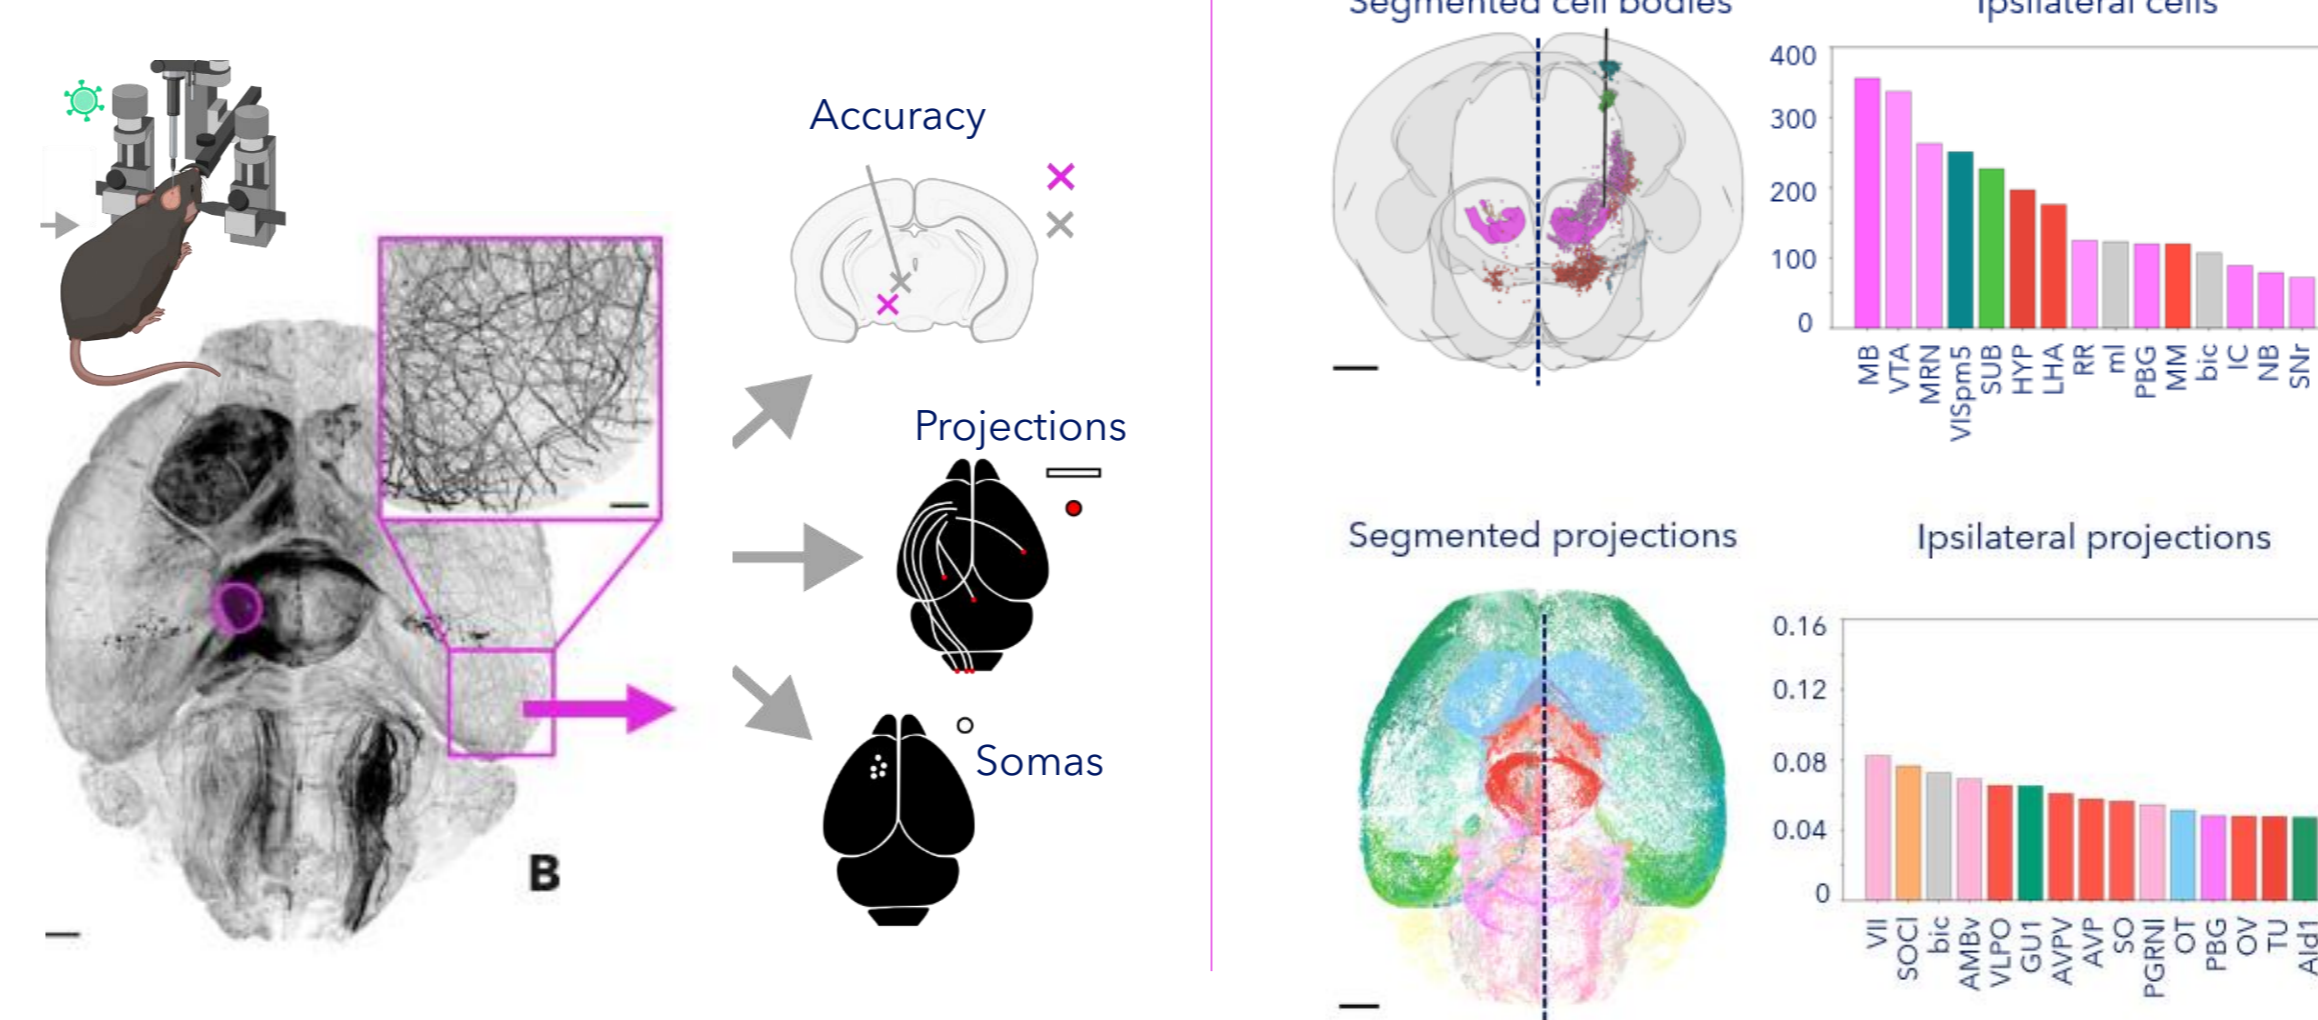 Accuracy
Projections
Somas
B
Segmented cell bodies
Ipsilateral cells
400
300
200
100
0
MB
VTA
MRN
VISpm5
SUB
HYP
LHA
RR
ml
PBG
MM
bic
IC
NB
SNr
Segmented projections
Ipsilateral projections
0.16
0.12
0.08
0.04
0
VII
SOCl
bic
AMBv
VLPO
GU1
AVPV
AVP
SO
PGRNl
OT
PBG
OV
TU
AId1